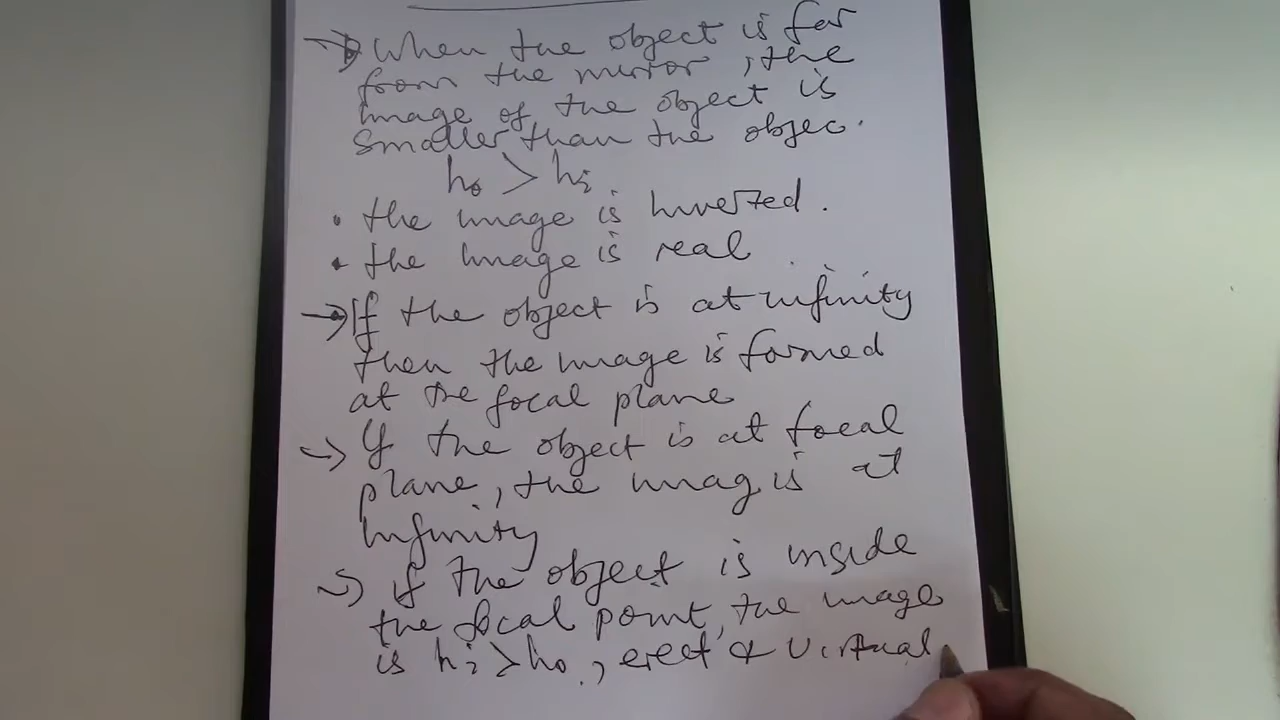 → When the object is far
from the mirror, the
image of the object is
smaller than the objec.
ho > hi
• the image is inverted.
• the image is real
→ If the object is at infinity
then the image is formed
at the focal plane
→ If the object is at focal
plane, the imag is at
infinity
→ if the object is inside
the focal point, the image
is hi > ho, erect & virtual